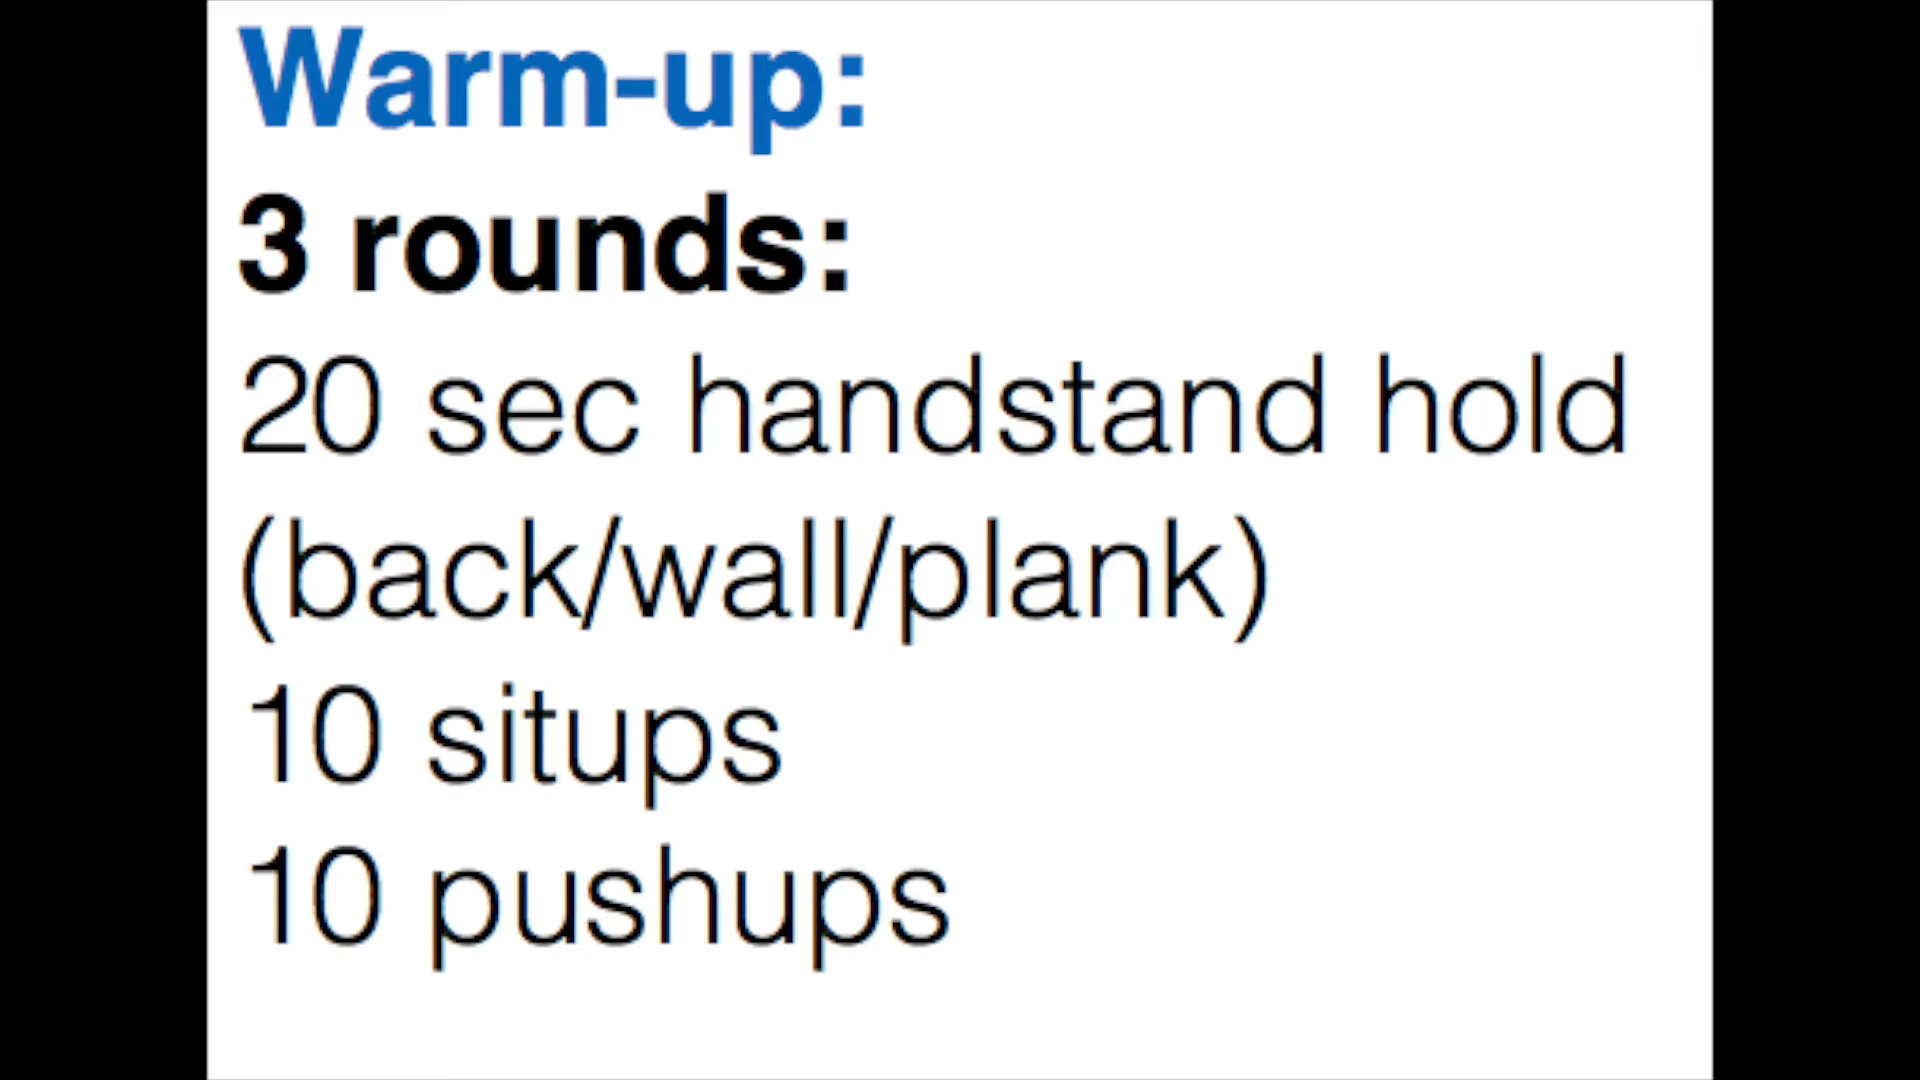 Warm-up:
3 rounds:
20 sec handstand hold
(back/wall/plank)
10 situps
10 pushups